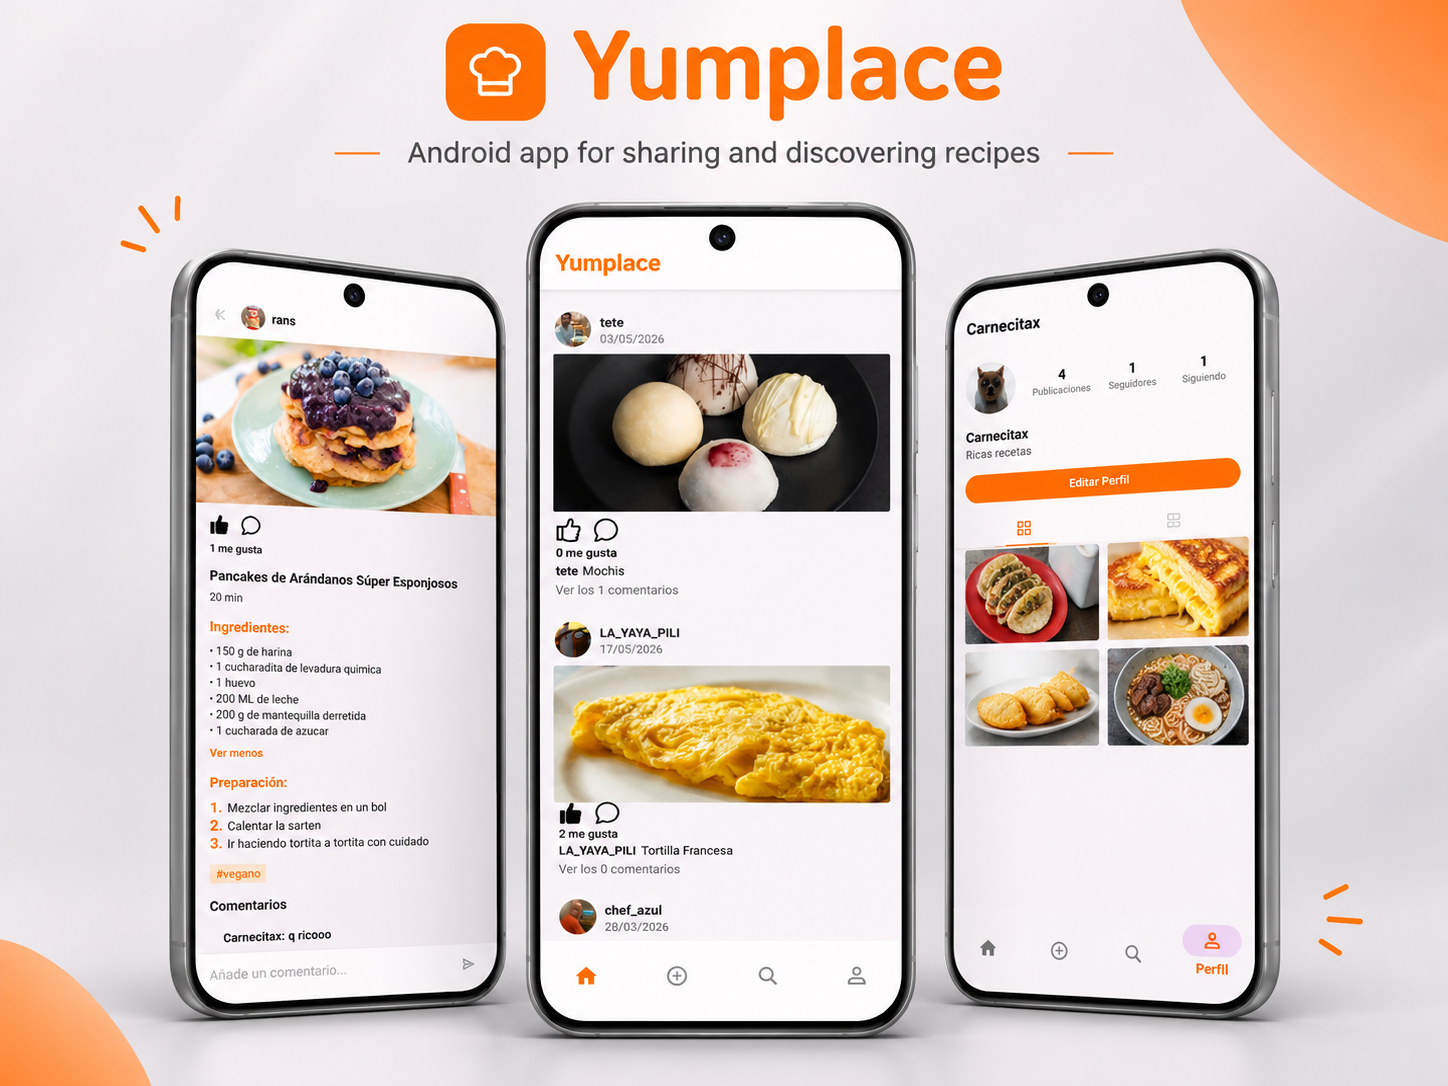 Yumplace
Android app for sharing and discovering recipes
rans
1 me gusta
Pancakes de Arándanos Súper Esponjosos
20 min
Ingredientes:
• 150 g de harina
• 1 cucharadita de levadura quimica
• 1 huevo
• 200 ML de leche
• 200 g de mantequilla derretida
• 1 cucharada de azucar
Ver menos
Preparación:
1. Mezclar ingredientes en un bol
2. Calentar la sarten
3. Ir haciendo tortita a tortita con cuidado
#vegano
Comentarios
Carnecitax: q ricooo
Añade un comentario...
Yumplace
tete
03/05/2026
0 me gusta
tete Mochis
Ver los 1 comentarios
LA_YAYA_PILI
17/05/2026
2 me gusta
LA_YAYA_PILI Tortilla Francesa
Ver los 0 comentarios
chef_azul
28/03/2026
Carnecitax
4 1 1
Publicaciones Seguidores Siguiendo
Carnecitax
Ricas recetas
Editar Perfil
Perfil